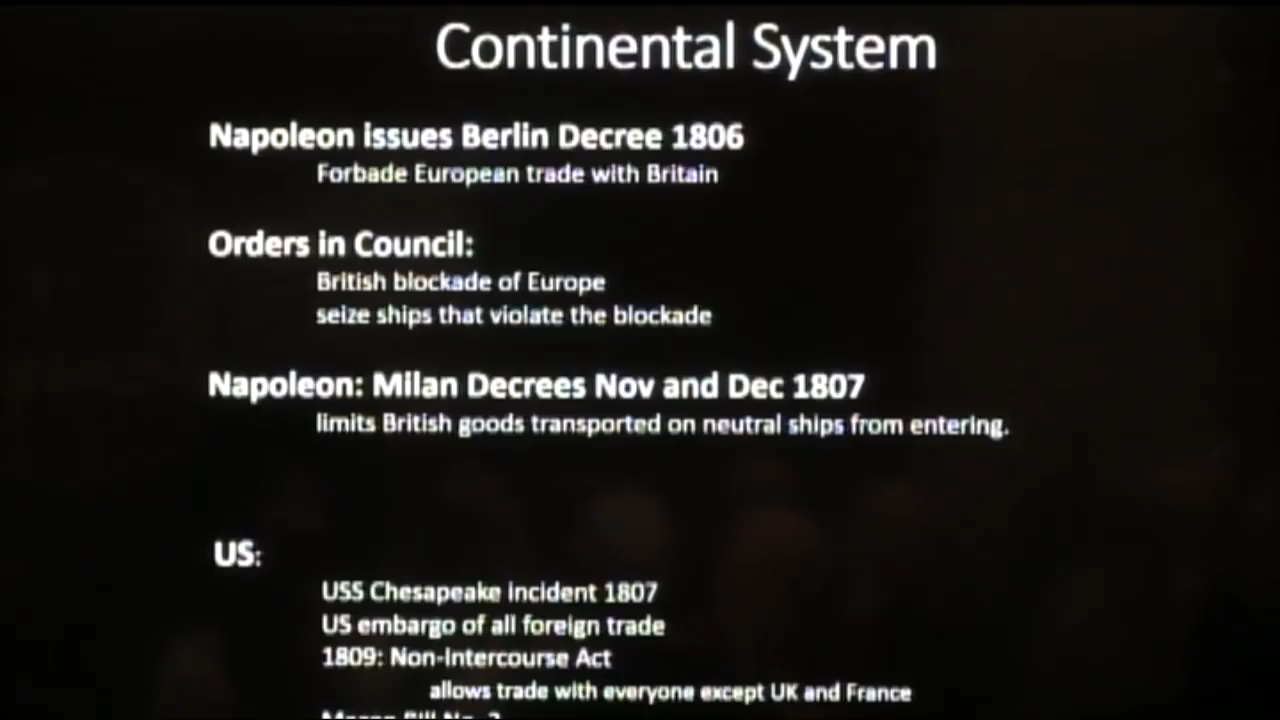 Continental System
Napoleon issues Berlin Decree 1806
Forbade European trade with Britain
Orders in Council:
British blockade of Europe
seize ships that violate the blockade
Napoleon: Milan Decrees Nov and Dec 1807
limits British goods transported on neutral ships from entering.
US:
USS Chesapeake incident 1807
US embargo of all foreign trade
1809: Non-Intercourse Act
allows trade with everyone except UK and France